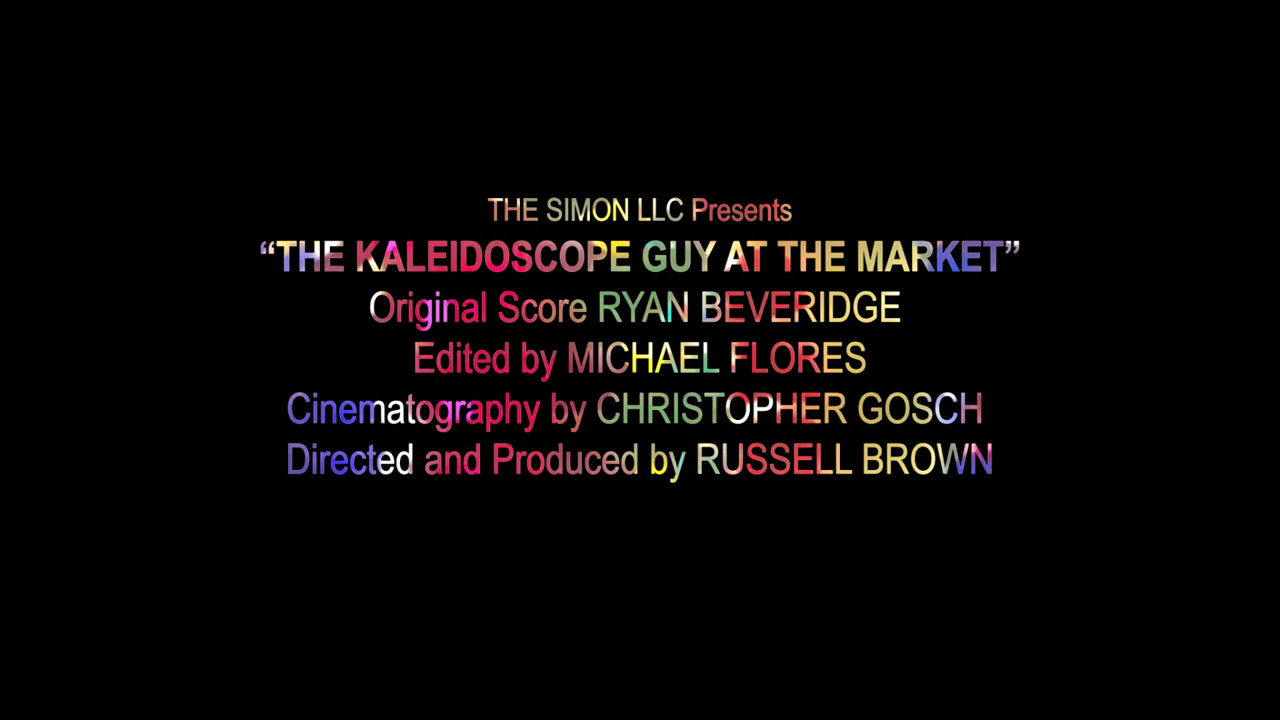 THE SIMON LLC Presents
“THE KALEIDOSCOPE GUY AT THE MARKET”
Original Score RYAN BEVERIDGE
Edited by MICHAEL FLORES
Cinematography by CHRISTOPHER GOSCH
Directed and Produced by RUSSELL BROWN